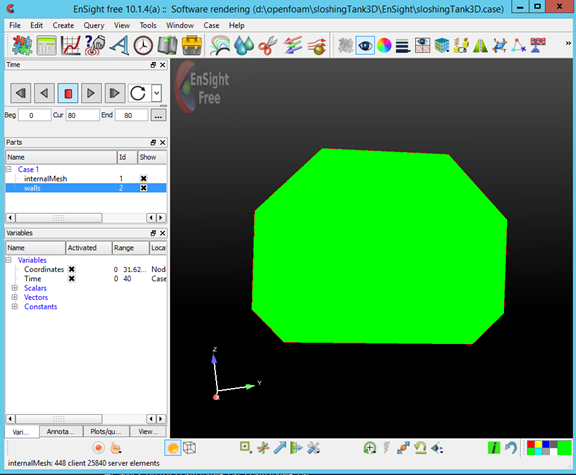 EnSight free 10.1.4(a) :: Software rendering (d:\openfoam\sloshingTank3D\EnSight\sloshingTank3D.case)
File Edit Create Query View Tools Window Case Help
Time
Beg 0 Cur 80 End 80 ...
Parts
Name Id Show
Case 1
internalMesh 1
walls 2
Variables
Name Activated Range Loca
Variables
Coordinates 0 31.62... Nod
Time 0 40 Case
Scalars
Vectors
Constants
Vari... Annota... Plots/qu... View...
EnSight
Free
Z
Y
internalMesh: 448 client 25840 server elements